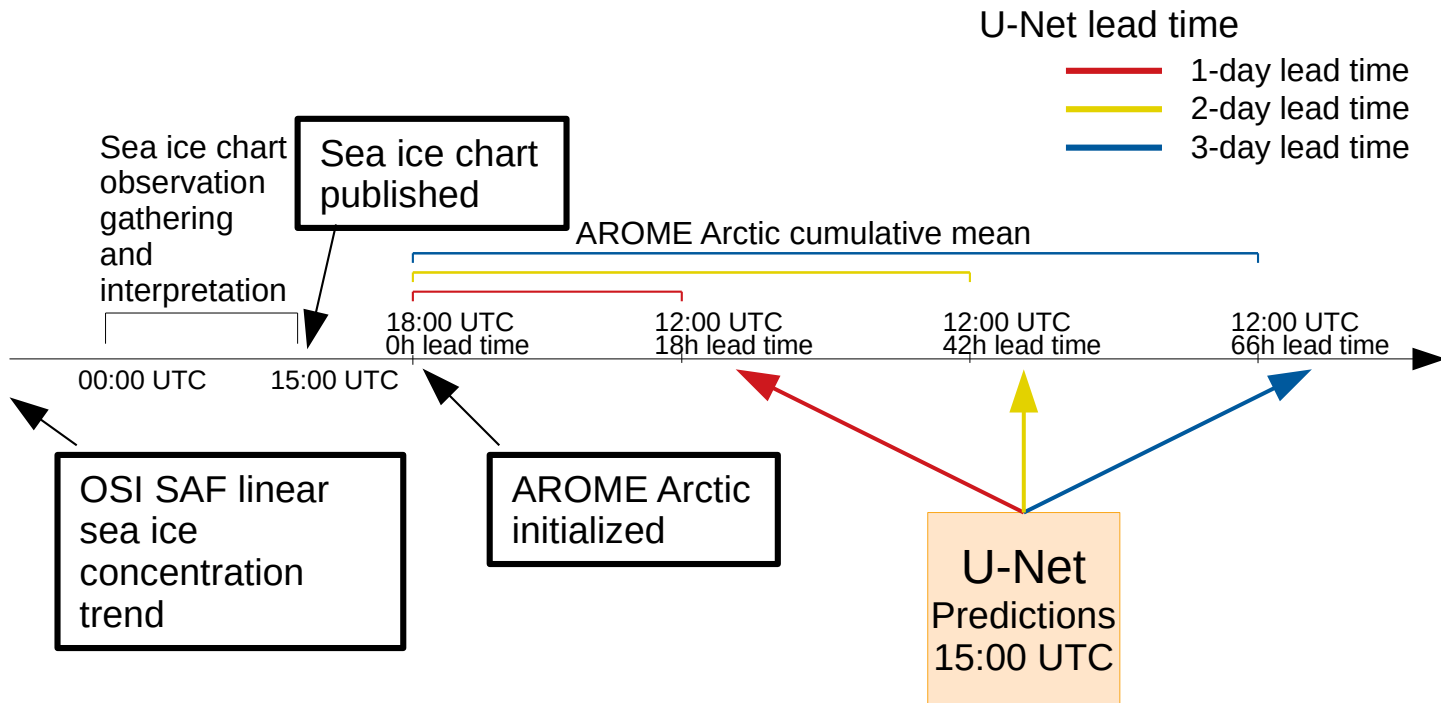 U-Net lead time
1-day lead time
2-day lead time
3-day lead time
Sea ice chart
observation
gathering
and
interpretation
Sea ice chart
published
AROME Arctic cumulative mean
18:00 UTC
0h lead time
12:00 UTC
18h lead time
12:00 UTC
42h lead time
12:00 UTC
66h lead time
00:00 UTC
15:00 UTC
OSI SAF linear
sea ice
concentration
trend
AROME Arctic
initialized
U-Net
Predictions
15:00 UTC